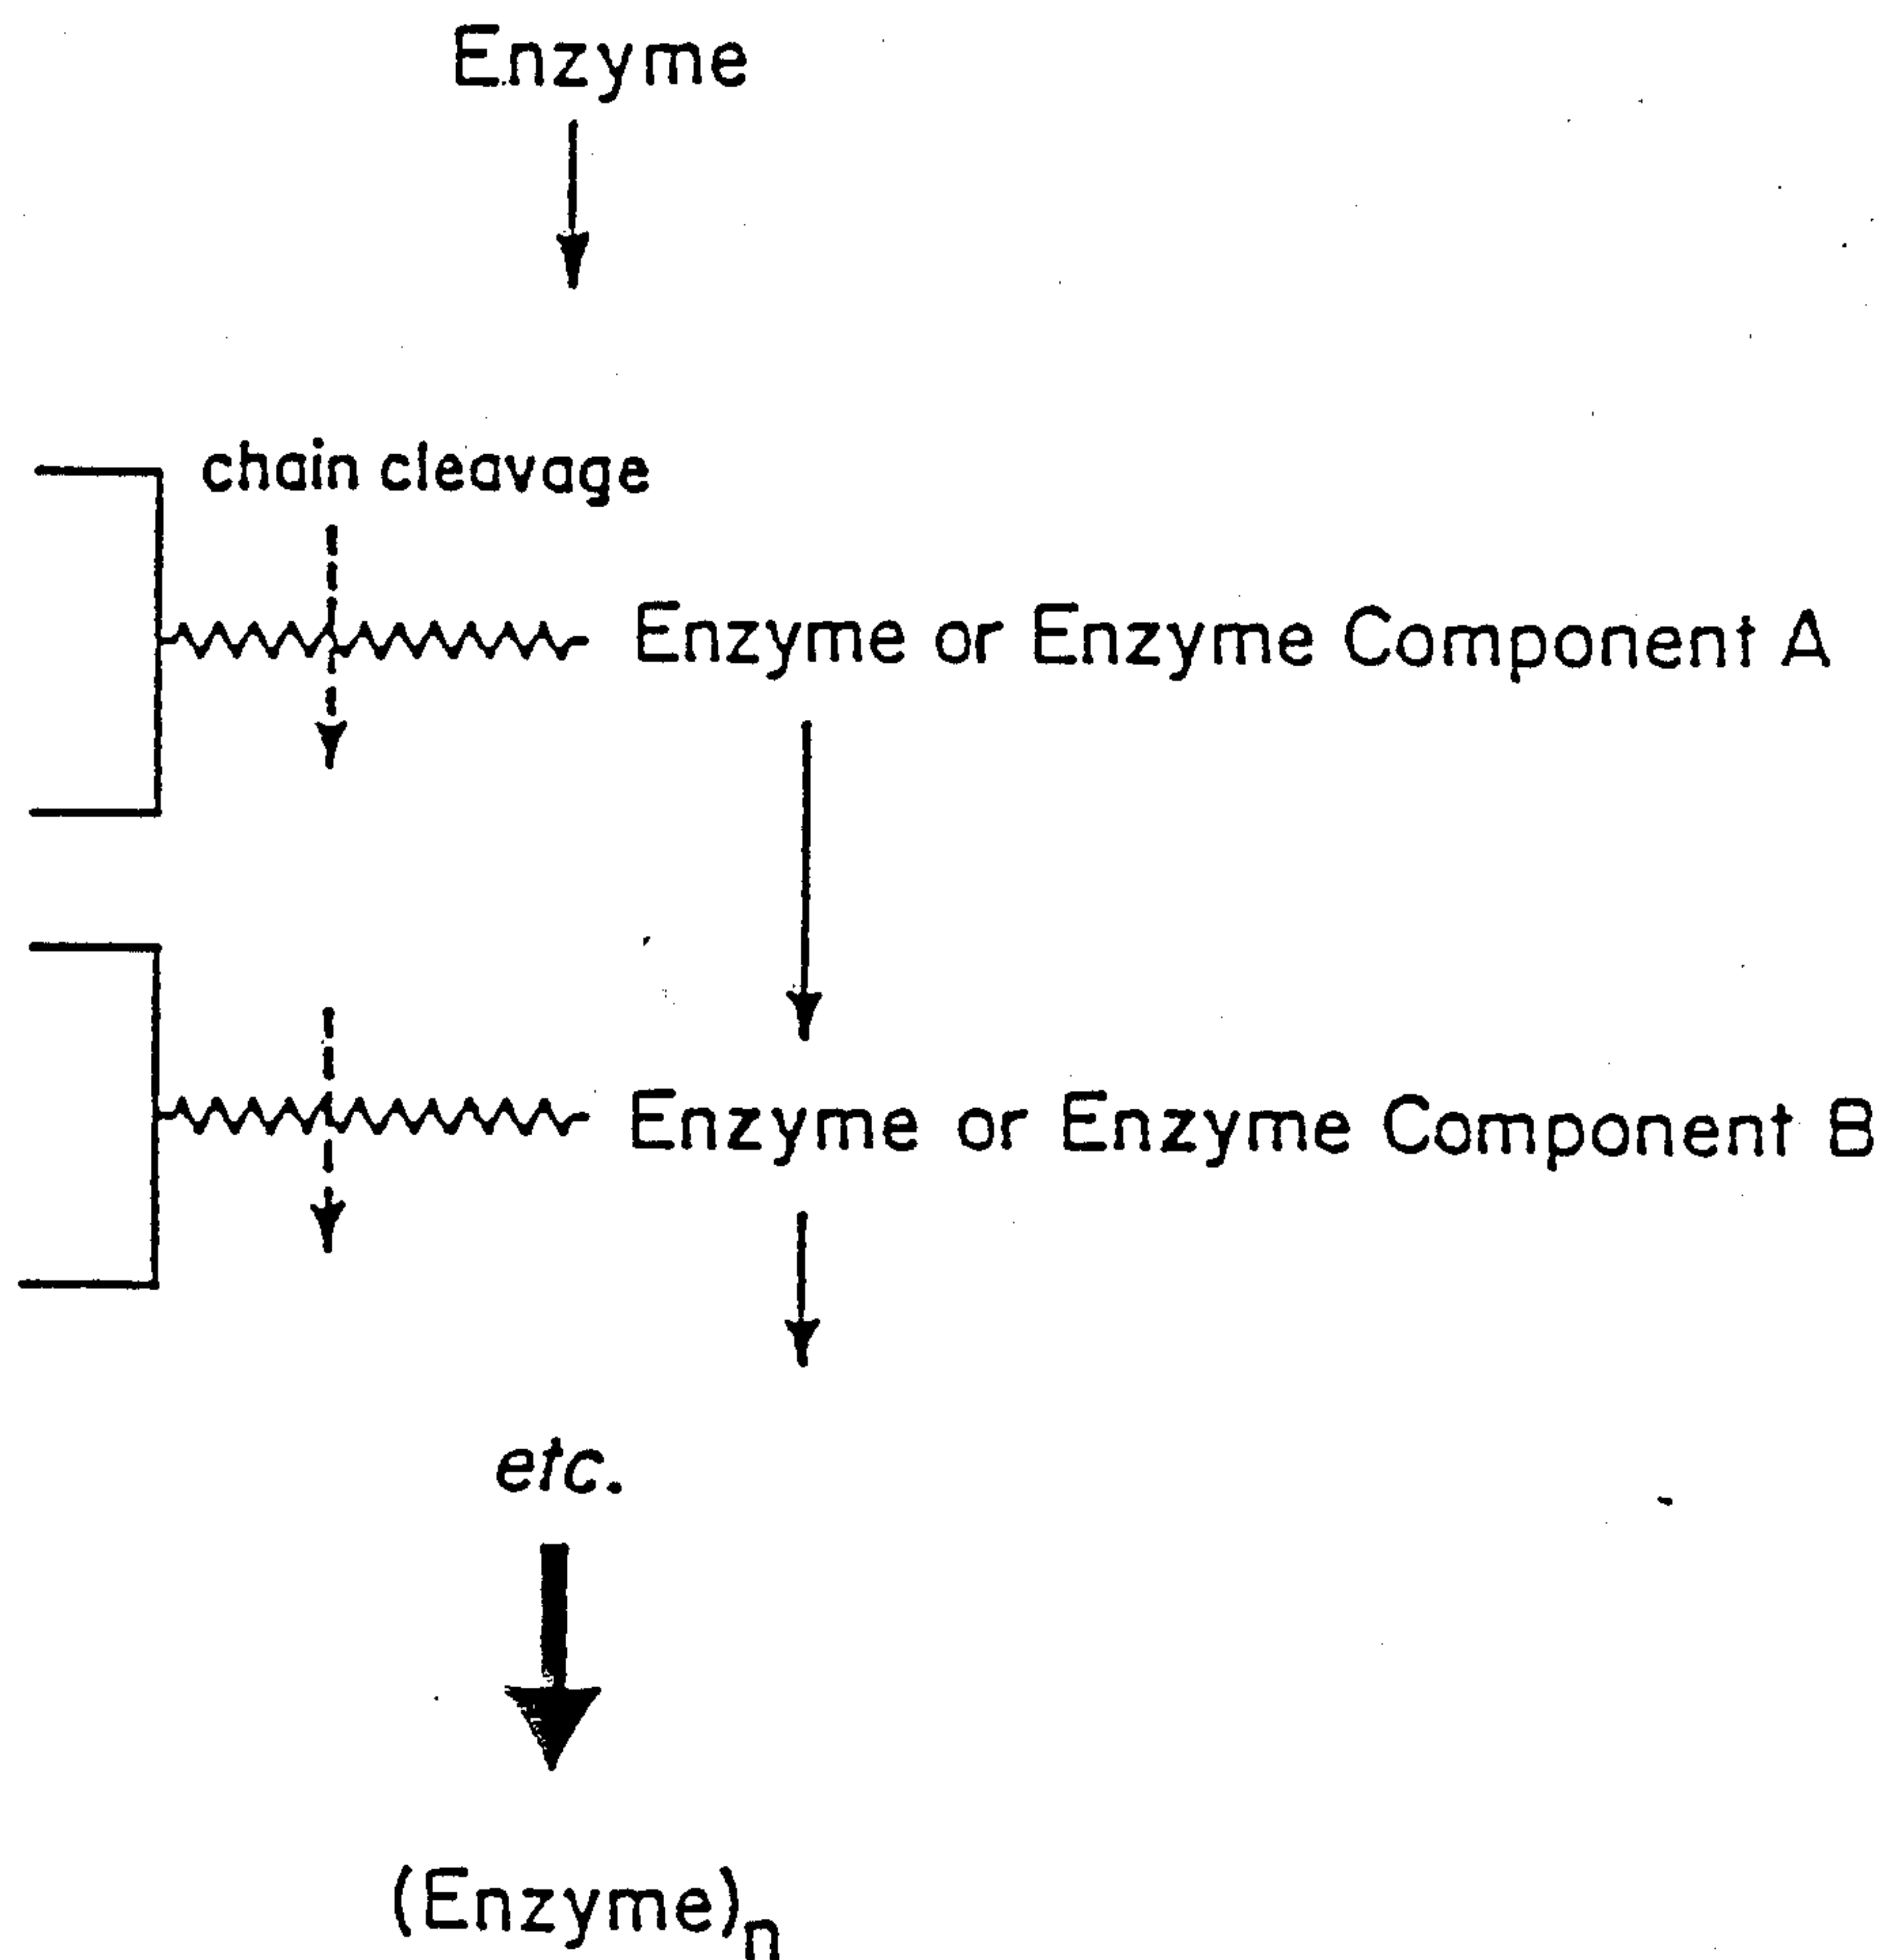 Enzyme
chain cleavage
Enzyme or Enzyme Component A
Enzyme or Enzyme Component B
etc.
(Enzyme)n